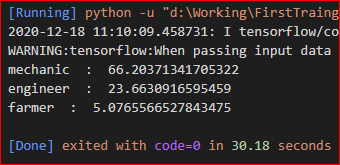 [Running] python -u "d:\Working\FirstTraing
2020-12-18 11:10:09.458731: I tensorflow/co
WARNING:tensorflow:When passing input data
mechanic  :  66.20371341705322
engineer  :  23.6630916595459
farmer  :  5.0765566527843475
[Done] exited with code=0 in 30.18 seconds